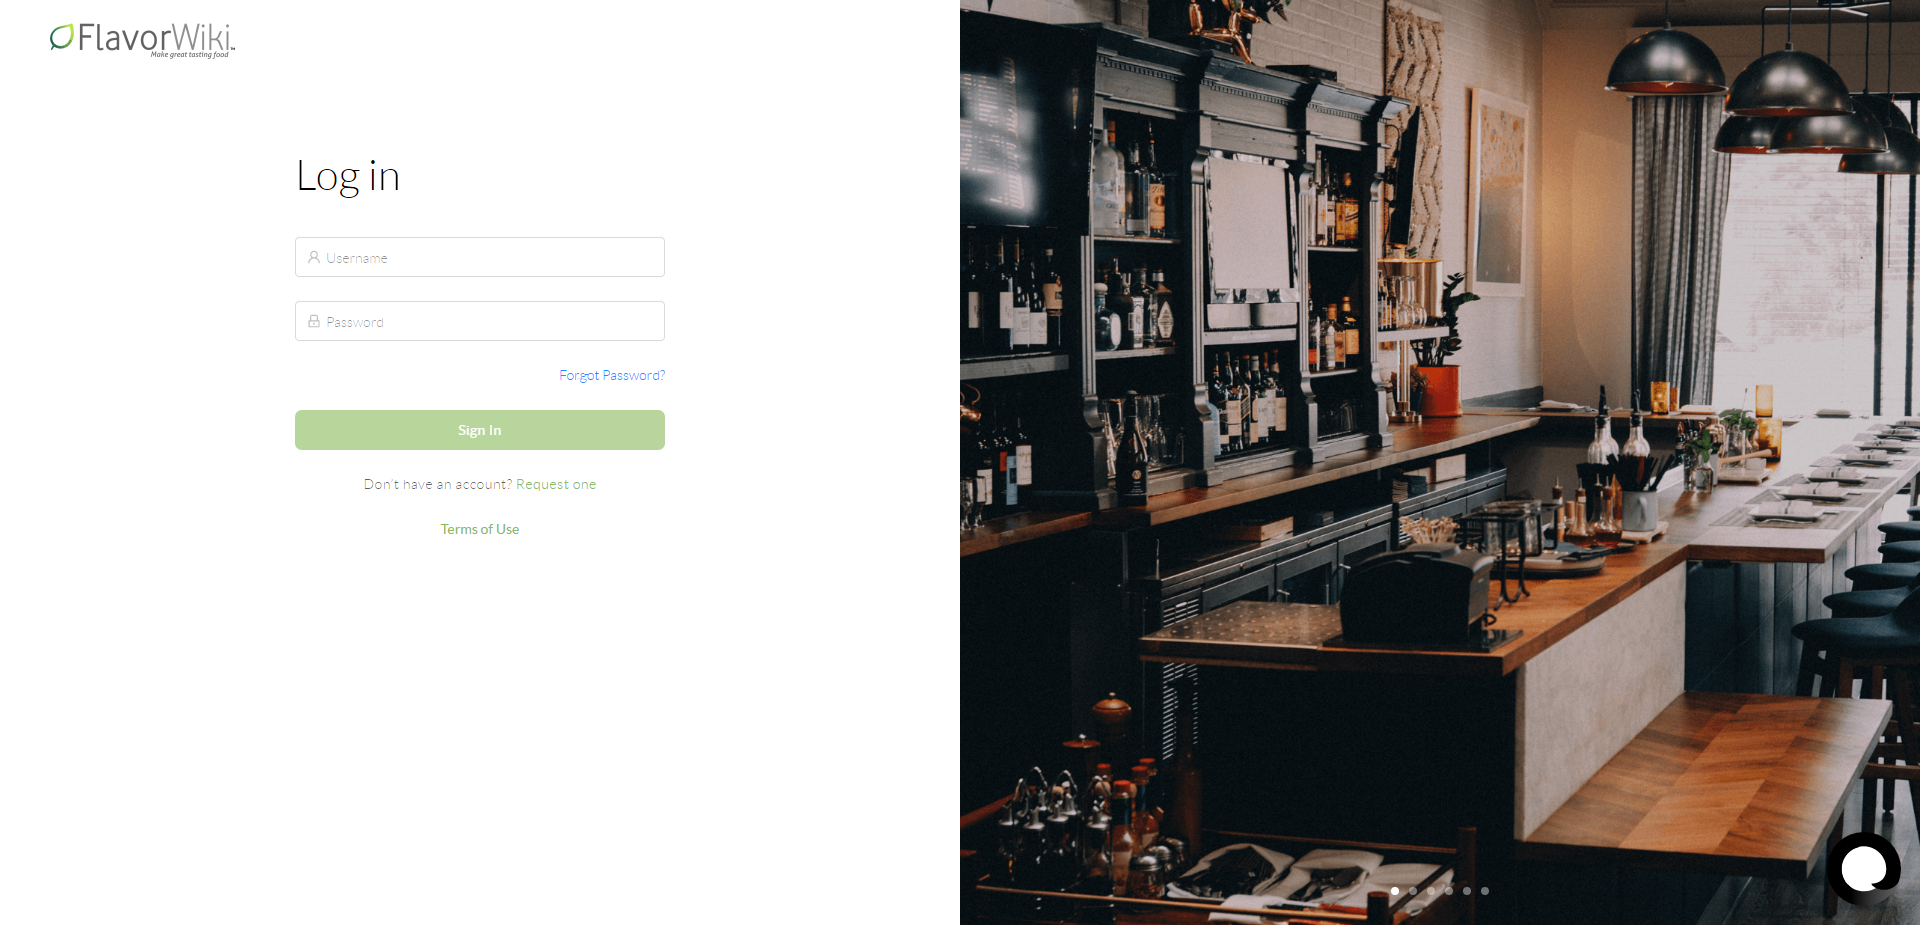 FlavorWiki™
Make great tasting food
Log in
Username
Password
Forgot Password?
Sign In
Don't have an account? Request one
Terms of Use